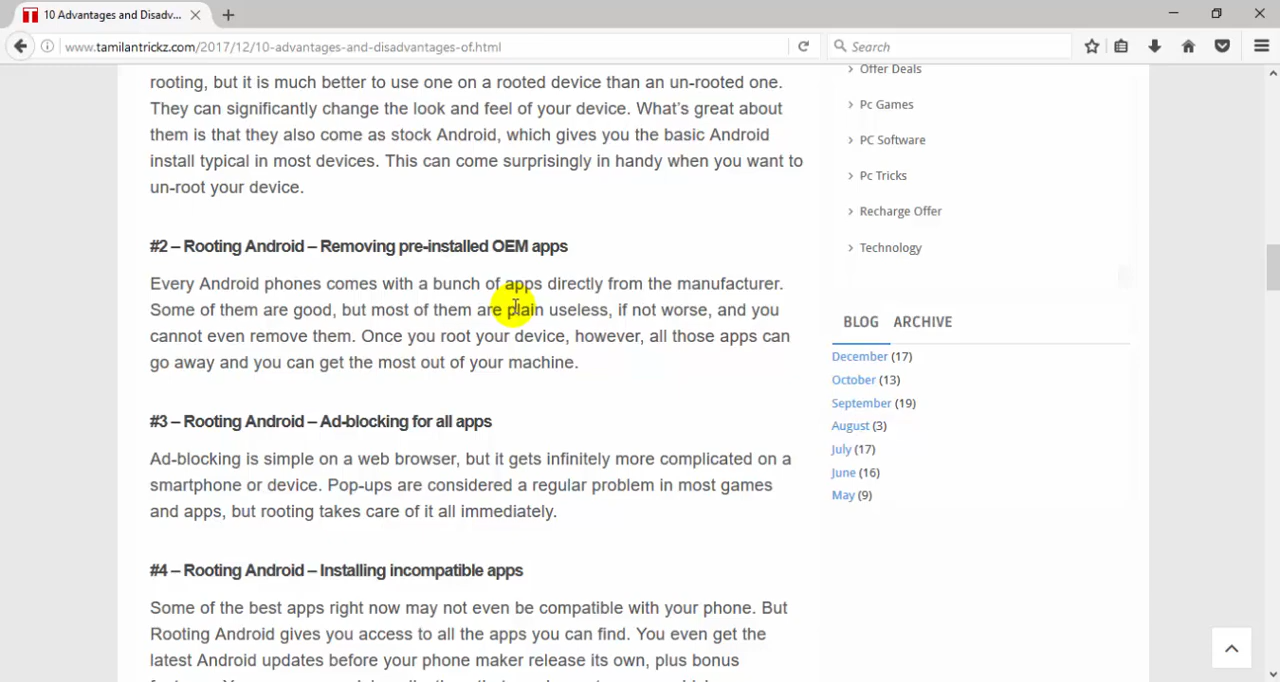 10 Advantages and Disadv...
www.tamilantrickz.com/2017/12/10-advantages-and-disadvantages-of.html
Search
rooting, but it is much better to use one on a rooted device than an un-rooted one.
They can significantly change the look and feel of your device. What's great about
them is that they also come as stock Android, which gives you the basic Android
install typical in most devices. This can come surprisingly in handy when you want to
un-root your device.
#2 – Rooting Android – Removing pre-installed OEM apps
Every Android phones comes with a bunch of apps directly from the manufacturer.
Some of them are good, but most of them are plain useless, if not worse, and you
cannot even remove them. Once you root your device, however, all those apps can
go away and you can get the most out of your machine.
#3 – Rooting Android – Ad-blocking for all apps
Ad-blocking is simple on a web browser, but it gets infinitely more complicated on a
smartphone or device. Pop-ups are considered a regular problem in most games
and apps, but rooting takes care of it all immediately.
#4 – Rooting Android – Installing incompatible apps
Some of the best apps right now may not even be compatible with your phone. But
Rooting Android gives you access to all the apps you can find. You even get the
latest Android updates before your phone maker release its own, plus bonus
Offer Deals
Pc Games
PC Software
Pc Tricks
Recharge Offer
Technology
BLOG ARCHIVE
December (17)
October (13)
September (19)
August (3)
July (17)
June (16)
May (9)